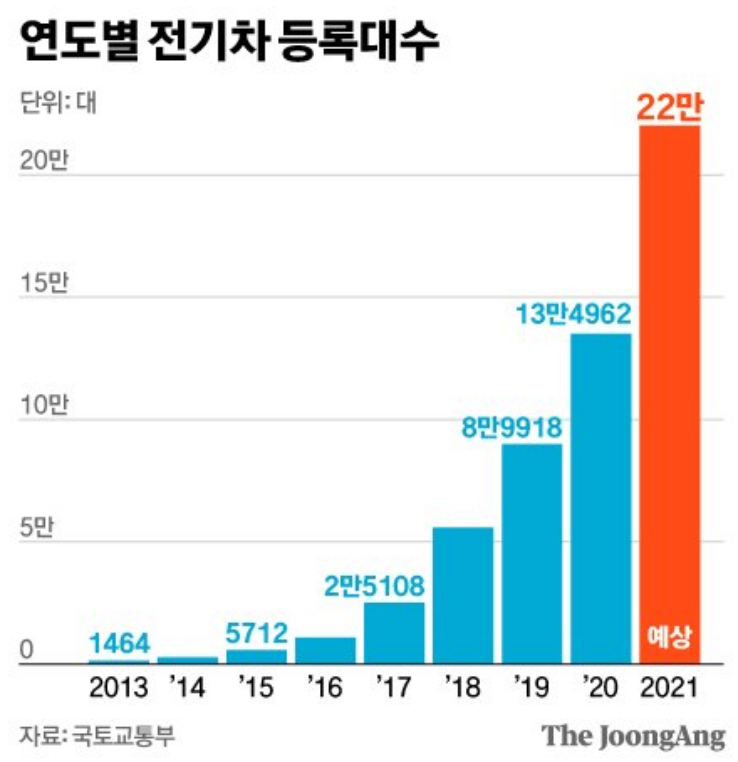 연도별 전기차 등록대수
단위: 대
22만
20만
15만
13만4962
10만
8만9918
5만
2만5108
5712
1464
예상
0
2013 ’14 ’15 ’16 ’17 ’18 ’19 ’20 2021
자료: 국토교통부
The JoongAng